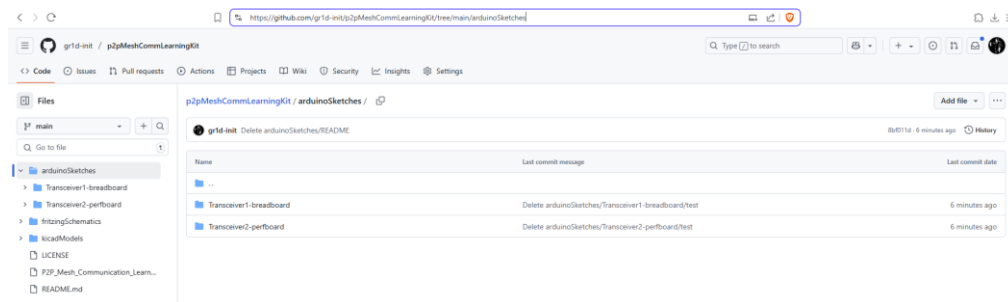 https://github.com/gr1d-init/p2pMeshCommLearningKit/tree/main/arduinoSketches
gr1d-init / p2pMeshCommLearningKit
Type / to search
Code Issues Pull requests Actions Projects Wiki Security Insights Settings
Files
p2pMeshCommLearningKit / arduinoSketches /
Add file
main
gr1d-init Delete arduinoSketches/README
8bf011d · 6 minutes ago History
Go to file
t
Name Last commit message Last commit date
arduinoSketches
..
Transceiver1-breadboard
Transceiver1-breadboard Delete arduinoSketches/Transceiver1-breadboard/test 6 minutes ago
Transceiver2-perfboard
Transceiver2-perfboard Delete arduinoSketches/Transceiver2-perfboard/test 6 minutes ago
fritzingSchematics
kicadModels
LICENSE
P2P_Mesh_Communication_Learn...
README.md